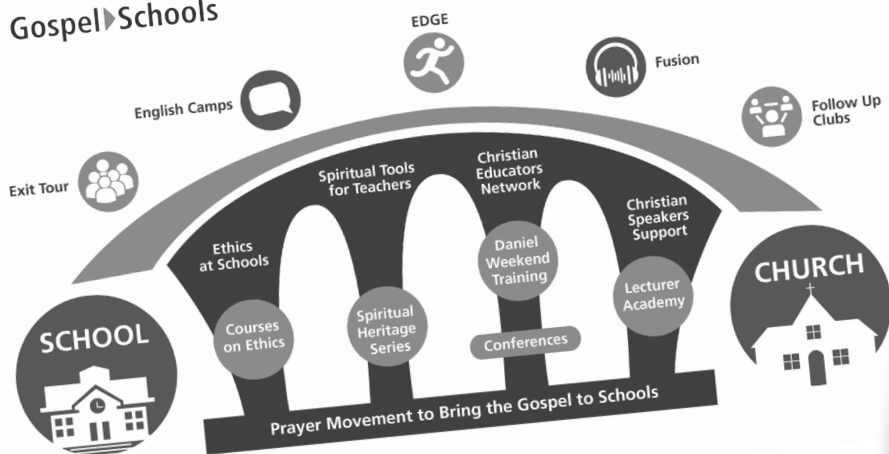 Gospel Schools
EDGE
Fusion
English Camps
Follow Up
Clubs
Exit Tour
Spiritual Tools
for Teachers
Christian
Educators
Network
Christian
Speakers
Support
Ethics
at Schools
Daniel
Weekend
Training
Lecturer
Academy
CHURCH
SCHOOL
Courses
on Ethics
Spiritual
Heritage
Series
Conferences
Prayer Movement to Bring the Gospel to Schools